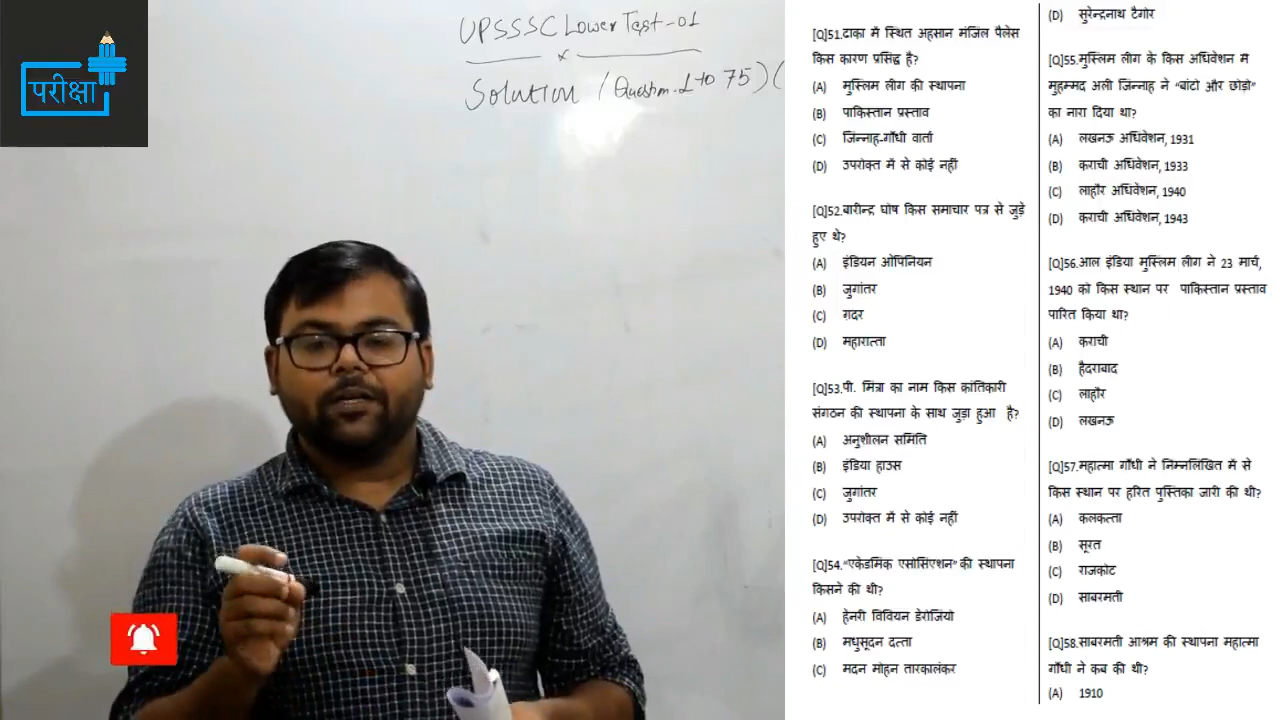 परीक्षा
UPSSSC Lower Test-01
x
Solution / Question-1 to 75) (
[Q]51.ढाका में स्थित अहसान मंजिल पैलेस
किस कारण प्रसिद्ध है?
(A) मुस्लिम लीग की स्थापना
(B) पाकिस्तान प्रस्ताव
(C) जिन्नाह-गाँधी वार्ता
(D) उपरोक्त में से कोई नहीं
[Q]52.बारीन्द्र घोष किस समाचार पत्र से जुड़े
हुए थे?
(A) इंडियन ओपिनियन
(B) जुगांतर
(C) ग़दर
(D) महारात्ता
[Q]53.पी. मित्रा का नाम किस क्रांतिकारी
संगठन की स्थापना के साथ जुड़ा हुआ है?
(A) अनुशीलन समिति
(B) इंडिया हाउस
(C) जुगांतर
(D) उपरोक्त में से कोई नहीं
[Q]54.“एकेडमिक एसोसिएशन” की स्थापना
किसने की थी?
(A) हेनरी विवियन डेरोजियो
(B) मधुसूदन दत्ता
(C) मदन मोहन तारकालंकर
(D) सुरेन्द्रनाथ टैगोर
[Q]55.मुस्लिम लीग के किस अधिवेशन में
मुहम्मद अली जिन्नाह ने “बांटो और छोड़ो”
का नारा दिया था?
(A) लखनऊ अधिवेशन, 1931
(B) कराची अधिवेशन, 1933
(C) लाहौर अधिवेशन, 1940
(D) कराची अधिवेशन, 1943
[Q]56.आल इंडिया मुस्लिम लीग ने 23 मार्च,
1940 को किस स्थान पर पाकिस्तान प्रस्ताव
पारित किया था?
(A) कराची
(B) हैदराबाद
(C) लाहौर
(D) लखनऊ
[Q]57.महात्मा गाँधी ने निम्नलिखित में से
किस स्थान पर हरित पुस्तिका जारी की थी?
(A) कलकत्ता
(B) सूरत
(C) राजकोट
(D) साबरमती
[Q]58.साबरमती आश्रम की स्थापना महात्मा
गाँधी ने कब की थी?
(A) 1910